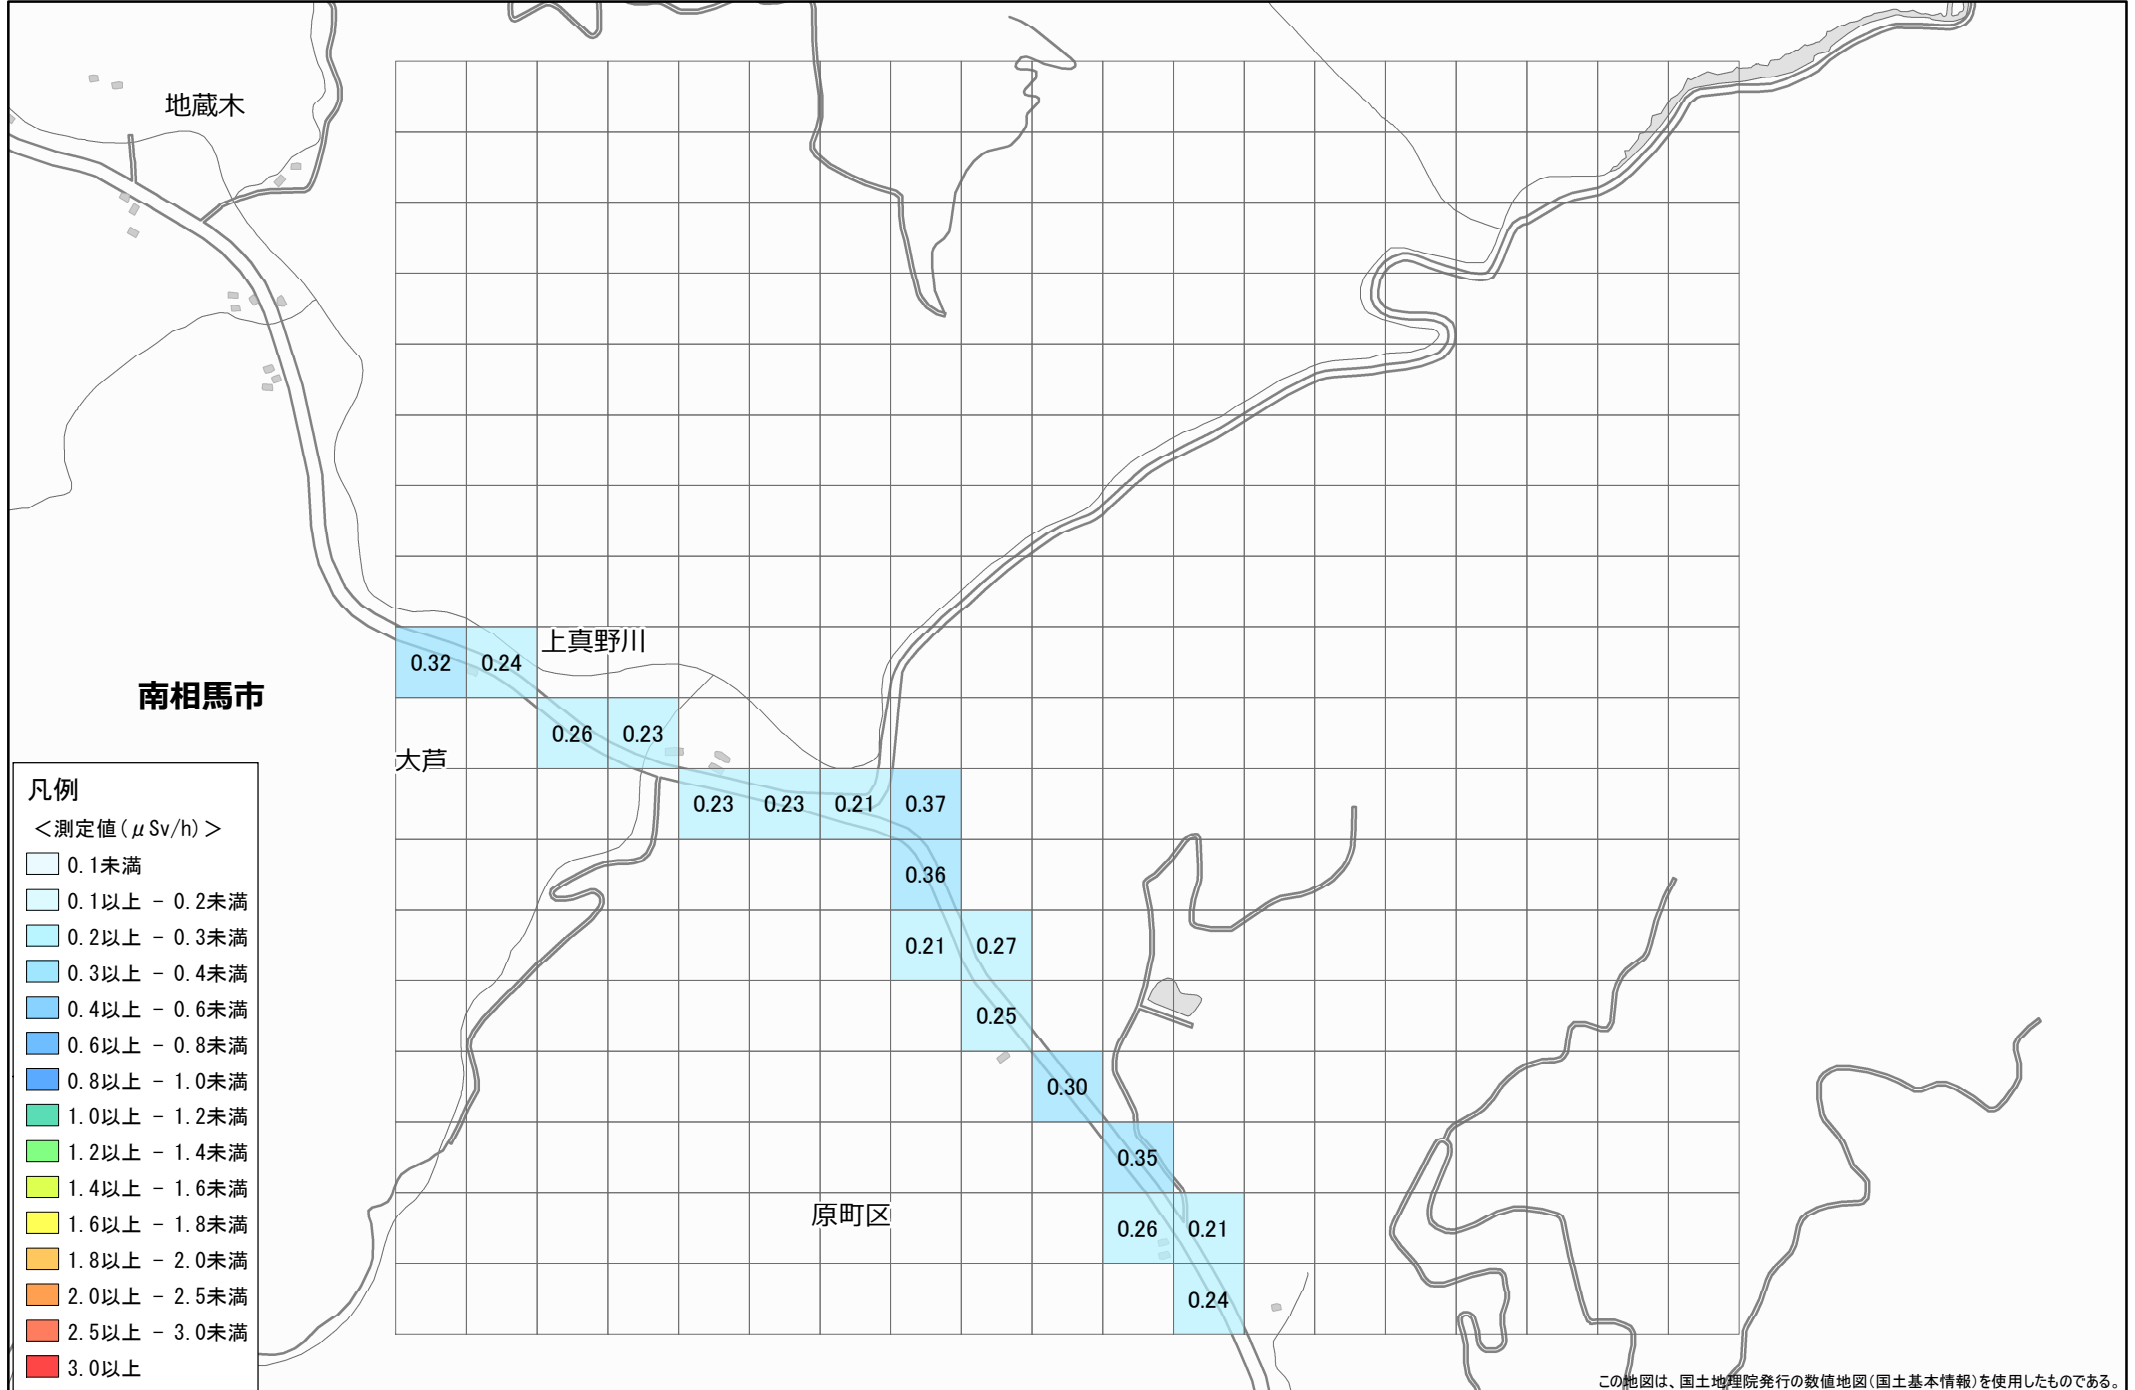 地蔵木
0.32
0.24
上真野川
南相馬市
0.26
0.23
大芦
0.23
0.23
0.21
0.37
0.36
0.21
0.27
0.25
0.30
0.35
原町区
0.26
0.21
0.24
凡例
＜測定値(μSv/h)＞
0.1未満
0.1以上 － 0.2未満
0.2以上 － 0.3未満
0.3以上 － 0.4未満
0.4以上 － 0.6未満
0.6以上 － 0.8未満
0.8以上 － 1.0未満
1.0以上 － 1.2未満
1.2以上 － 1.4未満
1.4以上 － 1.6未満
1.6以上 － 1.8未満
1.8以上 － 2.0未満
2.0以上 － 2.5未満
2.5以上 － 3.0未満
3.0以上
この地図は、国土地理院発行の数値地図(国土基本情報)を使用したものである。